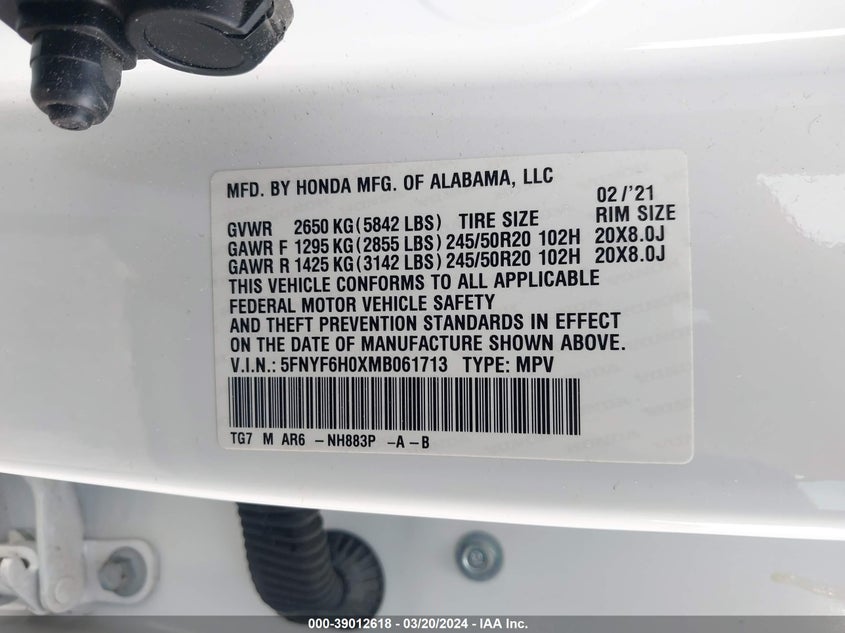 MFD. BY HONDA MFG. OF ALABAMA, LLC
02/'21
GVWR 2650 KG (5842 LBS) TIRE SIZE RIM SIZE
GAWR F 1295 KG (2855 LBS) 245/50R20 102H 20X8.0J
GAWR R 1425 KG (3142 LBS) 245/50R20 102H 20X8.0J
THIS VEHICLE CONFORMS TO ALL APPLICABLE
FEDERAL MOTOR VEHICLE SAFETY
AND THEFT PREVENTION STANDARDS IN EFFECT
ON THE DATE OF MANUFACTURE SHOWN ABOVE.
V.I.N.: 5FNYF6H0XMB061713 TYPE: MPV
TG7 M AR6 -NH883P -A-B
000-39012618 - 03/20/2024 - IAA Inc.